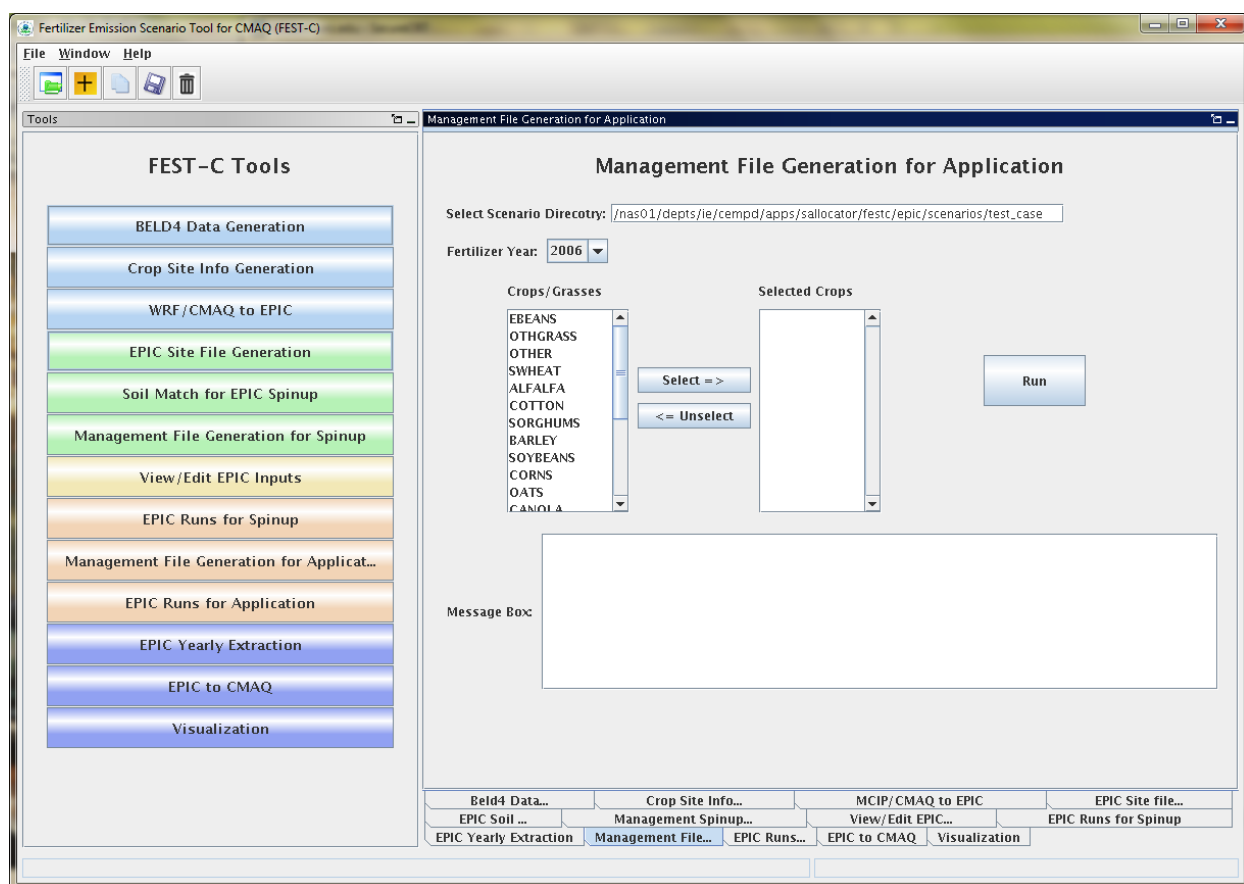 Fertilizer Emission Scenario Tool for CMAQ (FEST-C)
File Window Help
Tools
FEST-C Tools
BELD4 Data Generation
Crop Site Info Generation
WRF/CMAQ to EPIC
EPIC Site File Generation
Soil Match for EPIC Spinup
Management File Generation for Spinup
View/Edit EPIC Inputs
EPIC Runs for Spinup
Management File Generation for Applicat...
EPIC Runs for Application
EPIC Yearly Extraction
EPIC to CMAQ
Visualization
Management File Generation for Application
Management File Generation for Application
Select Scenario Direcotry: /nas01/depts/ie/cempd/apps/sallocator/festc/epic/scenarios/test_case
Fertilizer Year: 2006
Crops/Grasses
EBEANS
OTHGRASS
OTHER
SWHEAT
ALFALFA
COTTON
SORGHUMS
BARLEY
SOYBEANS
CORNS
OATS
CANOLA
Select =>
<= Unselect
Selected Crops
Run
Message Box:
Beld4 Data... Crop Site Info... MCIP/CMAQ to EPIC EPIC Site file...
EPIC Soil ... Management Spinup... View/Edit EPIC... EPIC Runs for Spinup
EPIC Yearly Extraction Management File... EPIC Runs... EPIC to CMAQ Visualization